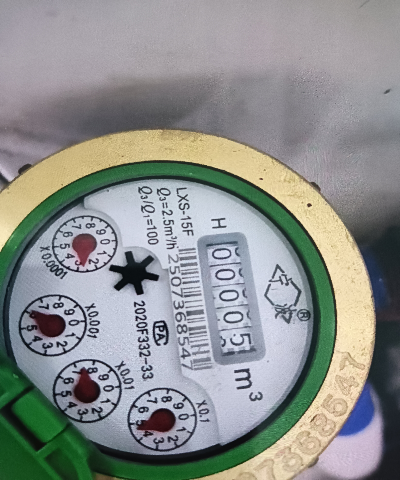 LXS-15F
Q3=2.5m³/h
Q3/Q1=100
H
00005
m³
2507368547
PA
2020F332-33
X0.0001
X0.001
X0.01
X0.1
®